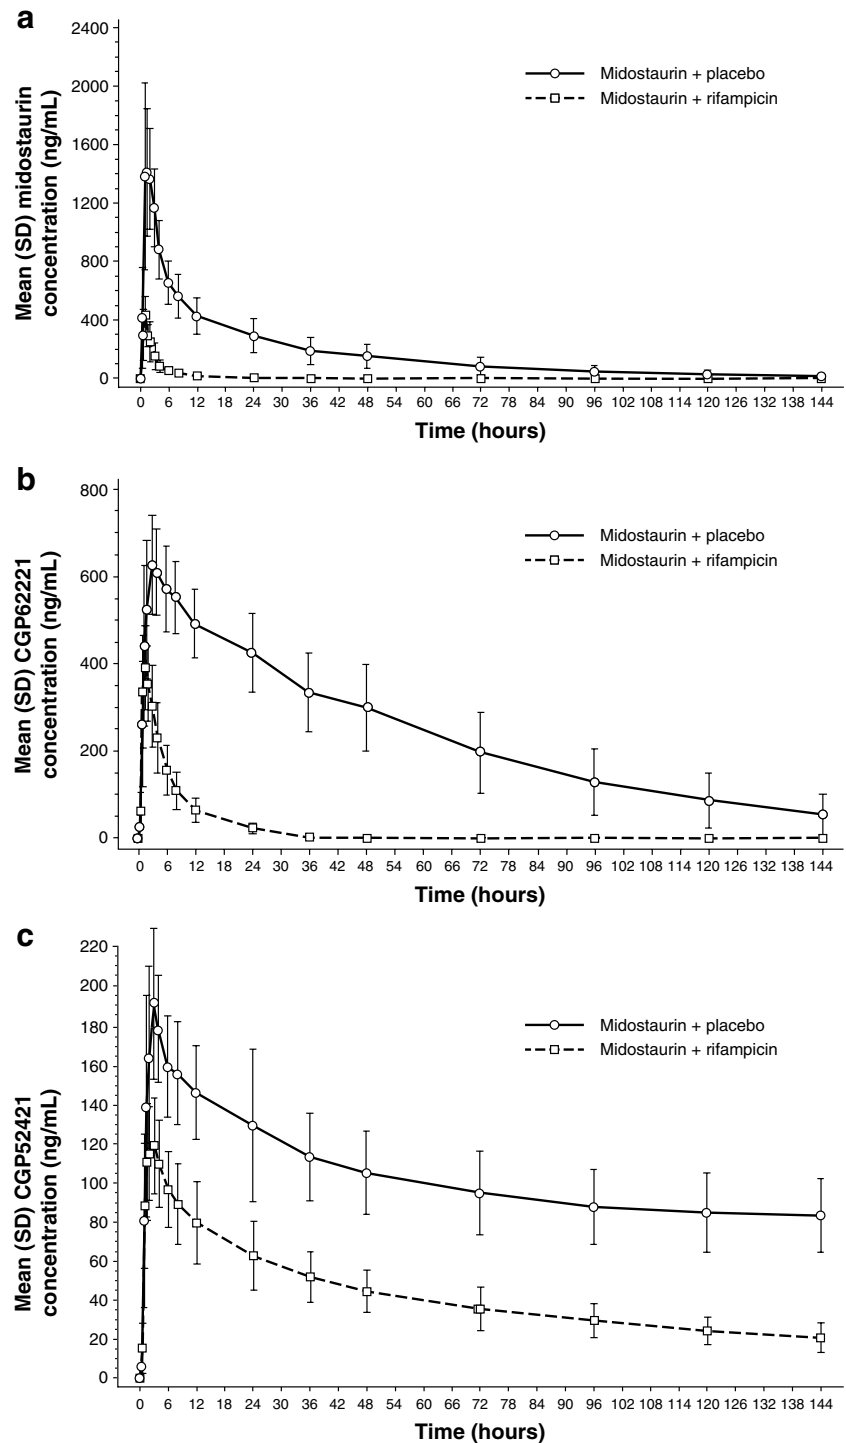 a
2400
2000
1600
1200
800
400
0
Mean (SD) midostaurin
concentration (ng/mL)
Midostaurin + placebo
Midostaurin + rifampicin
0 6 12 18 24 30 36 42 48 54 60 66 72 78 84 90 96 102 108 114 120 126 132 138 144
Time (hours)
b
800
600
400
200
0
Mean (SD) CGP62221
concentration (ng/mL)
Midostaurin + placebo
Midostaurin + rifampicin
0 6 12 18 24 30 36 42 48 54 60 66 72 78 84 90 96 102 108 114 120 126 132 138 144
Time (hours)
c
220
200
180
160
140
120
100
80
60
40
20
0
Mean (SD) CGP52421
concentration (ng/mL)
Midostaurin + placebo
Midostaurin + rifampicin
0 6 12 18 24 30 36 42 48 54 60 66 72 78 84 90 96 102 108 114 120 126 132 138 144
Time (hours)